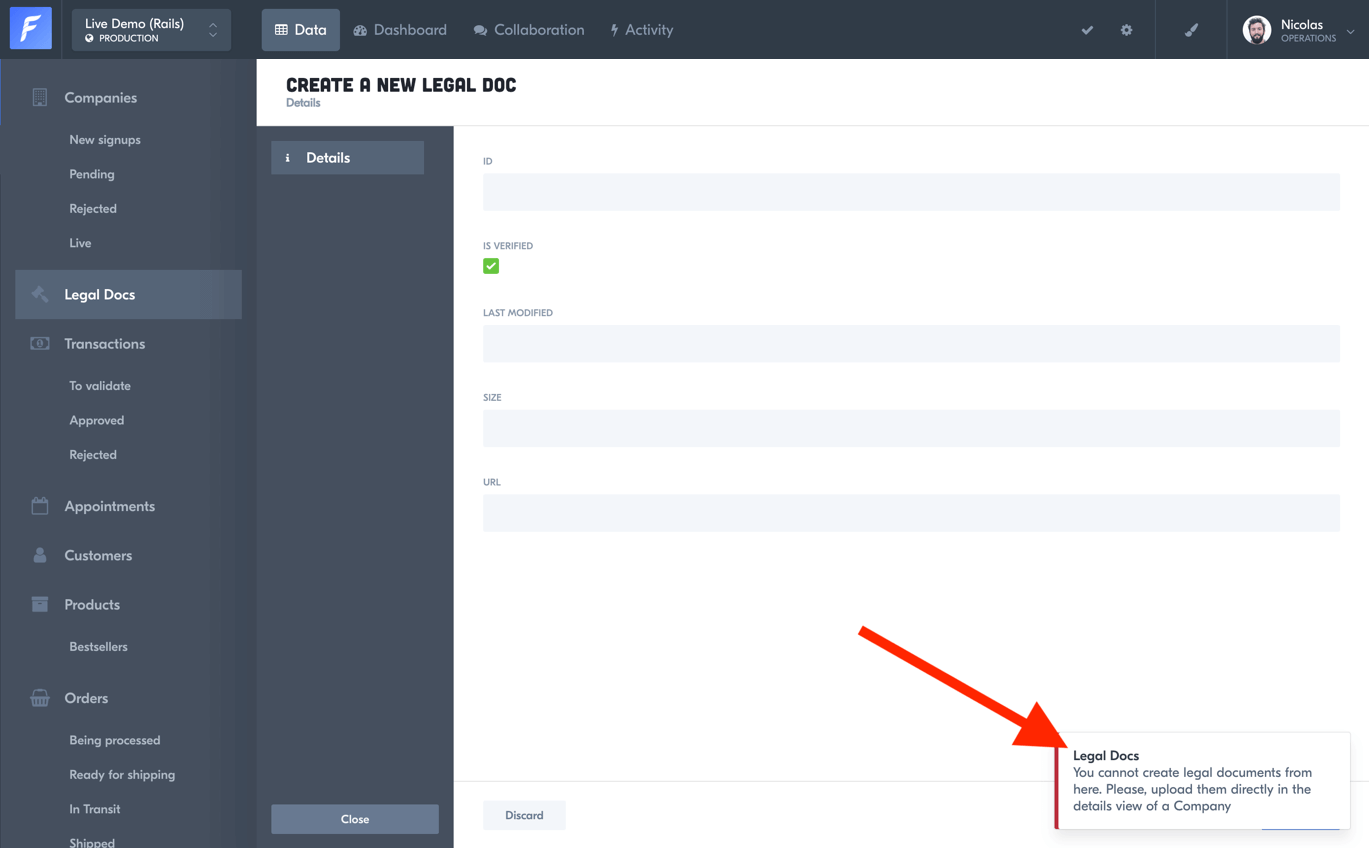 Live Demo (Rails)
PRODUCTION
Data
Dashboard
Collaboration
Activity
Nicolas
OPERATIONS
Companies
New signups
Pending
Rejected
Live
Legal Docs
Transactions
To validate
Approved
Rejected
Appointments
Customers
Products
Bestsellers
Orders
Being processed
Ready for shipping
In Transit
Shipped
CREATE A NEW LEGAL DOC
Details
Details
Close
ID
IS VERIFIED
LAST MODIFIED
SIZE
URL
Discard
Legal Docs
You cannot create legal documents from
here. Please, upload them directly in the
details view of a Company